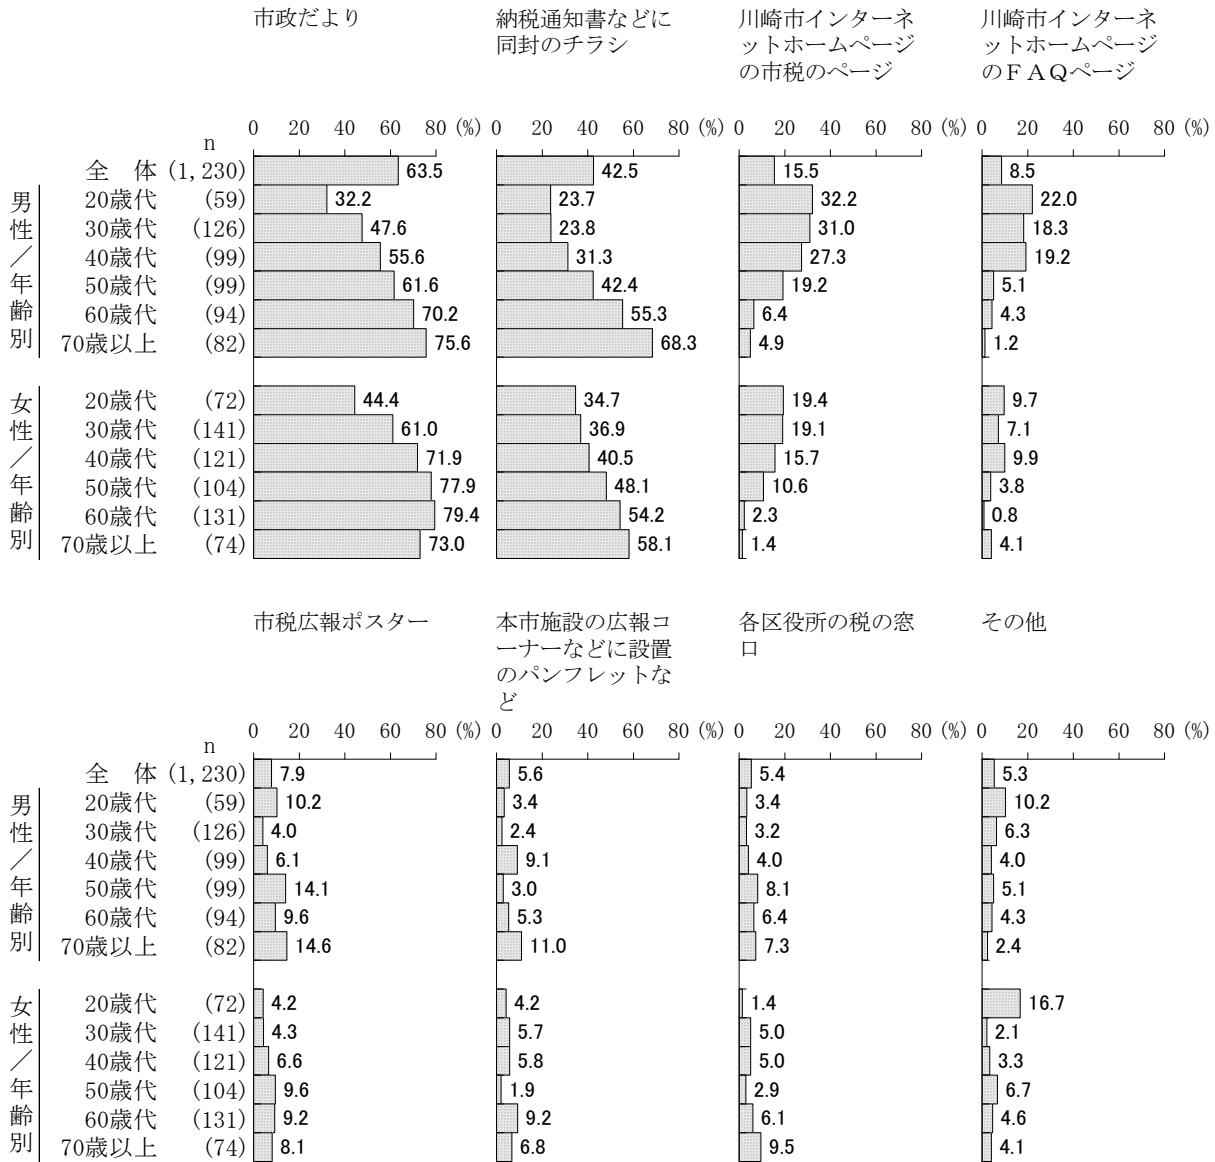 市政だより 納税通知書などに 川崎市インターネ 川崎市インターネ
同封のチラシ ットホームページ ットホームページ
の市税のページ のＦＡＱページ
0 20 40 60 80 (%) 0 20 40 60 80 (%) 0 20 40 60 80 (%) 0 20 40 60 80 (%)
n
全　体 (1,230) 63.5 42.5 15.5 8.5
男性／年齢別
20歳代 (59) 32.2 23.7 32.2 22.0
30歳代 (126) 47.6 23.8 31.0 18.3
40歳代 (99) 55.6 31.3 27.3 19.2
50歳代 (99) 61.6 42.4 19.2 5.1
60歳代 (94) 70.2 55.3 6.4 4.3
70歳以上 (82) 75.6 68.3 4.9 1.2
女性／年齢別
20歳代 (72) 44.4 34.7 19.4 9.7
30歳代 (141) 61.0 36.9 19.1 7.1
40歳代 (121) 71.9 40.5 15.7 9.9
50歳代 (104) 77.9 48.1 10.6 3.8
60歳代 (131) 79.4 54.2 2.3 0.8
70歳以上 (74) 73.0 58.1 1.4 4.1
市税広報ポスター 本市施設の広報コ 各区役所の税の窓 その他
ーナーなどに設置 口
のパンフレットな
ど
0 20 40 60 80 (%) 0 20 40 60 80 (%) 0 20 40 60 80 (%) 0 20 40 60 80 (%)
n
全　体 (1,230) 7.9 5.6 5.4 5.3
男性／年齢別
20歳代 (59) 10.2 3.4 3.4 10.2
30歳代 (126) 4.0 2.4 3.2 6.3
40歳代 (99) 6.1 9.1 4.0 4.0
50歳代 (99) 14.1 3.0 8.1 5.1
60歳代 (94) 9.6 5.3 6.4 4.3
70歳以上 (82) 14.6 11.0 7.3 2.4
女性／年齢別
20歳代 (72) 4.2 4.2 1.4 16.7
30歳代 (141) 4.3 5.7 5.0 2.1
40歳代 (121) 6.6 5.8 5.0 3.3
50歳代 (104) 9.6 1.9 2.9 6.7
60歳代 (131) 9.2 9.2 6.1 4.6
70歳以上 (74) 8.1 6.8 9.5 4.1